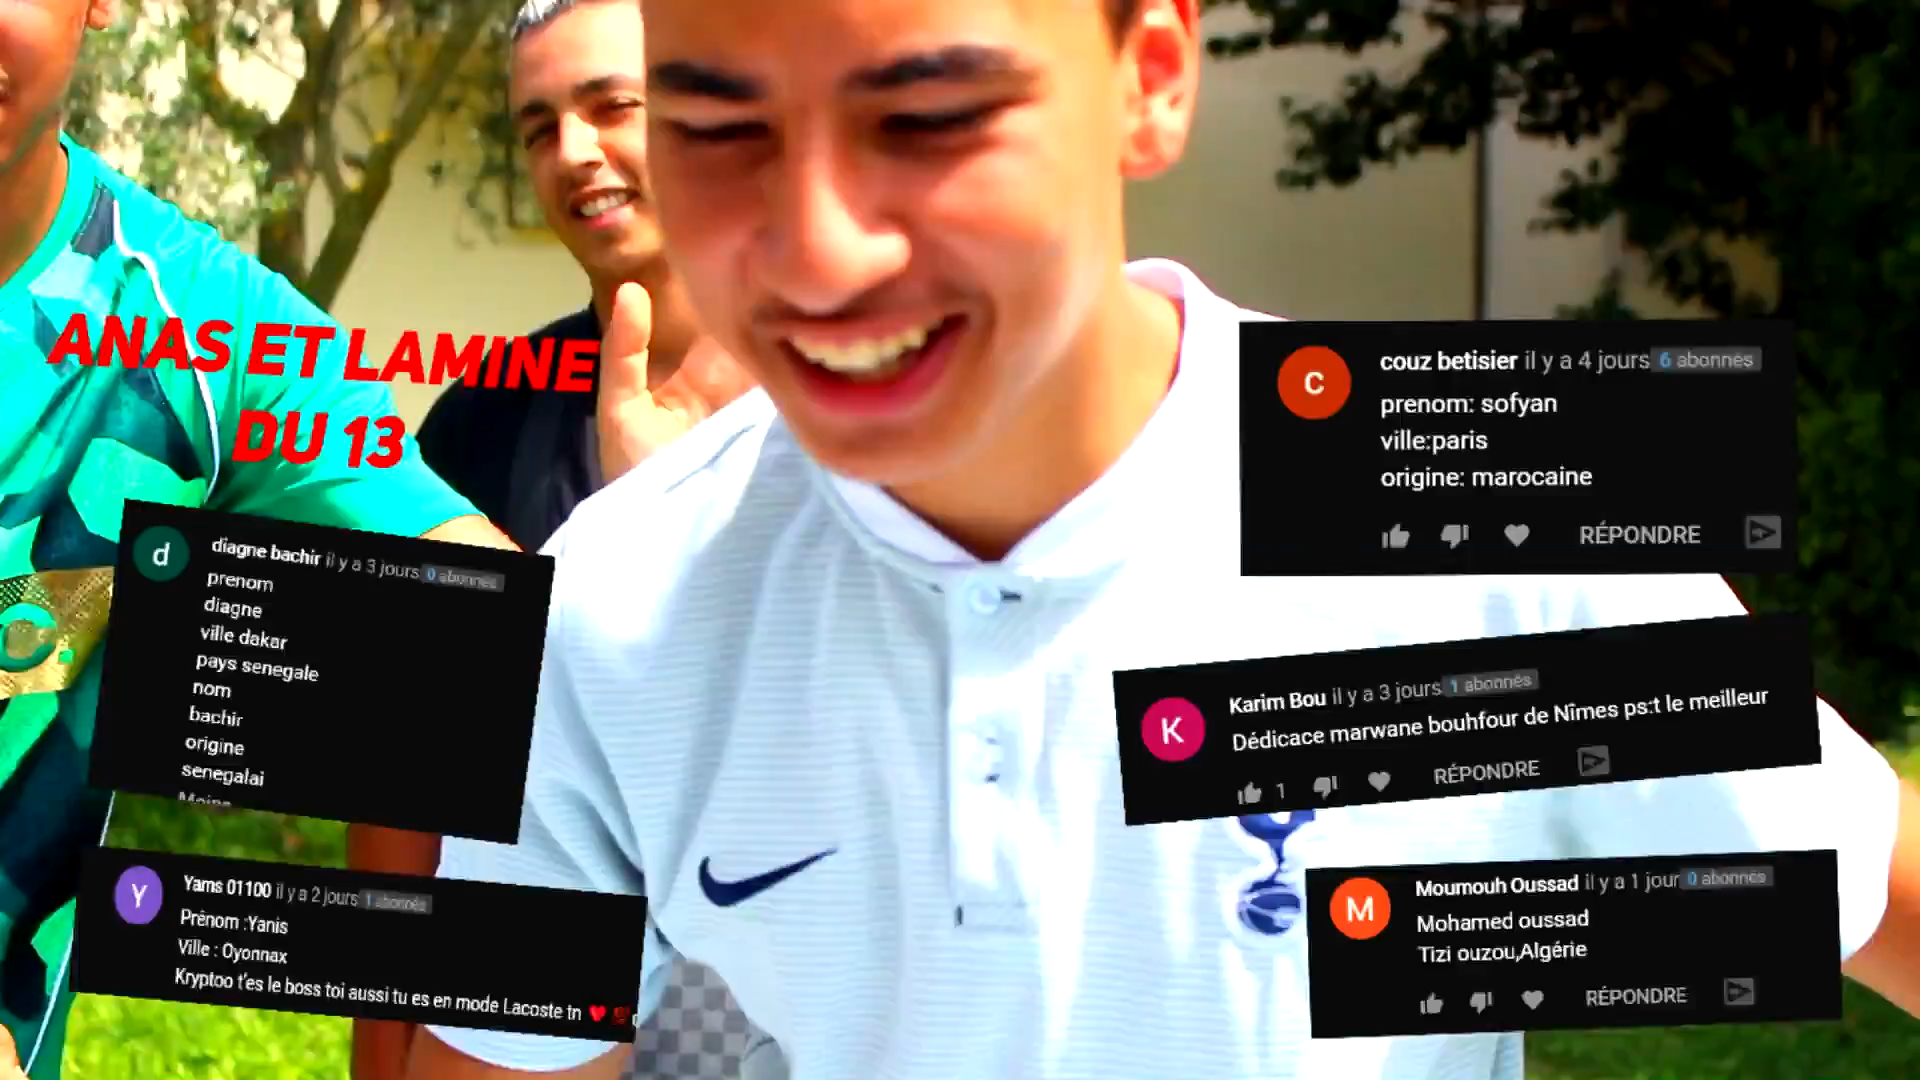 ANAS ET LAMINE
DU 13
d
diagne bachir il y a 3 jours 0 abonnés
prenom
diagne
ville dakar
pays senegale
nom
bachir
origine
senegalai
Y
Yams 01100 il y a 2 jours 1 abonnés
Prénom :Yanis
Ville : Oyonnax
Kryptoo t'es le boss toi aussi tu es en mode Lacoste tn ❤️ 💯
C.
c
couz betisier il y a 4 jours 6 abonnés
prenom: sofyan
ville:paris
origine: marocaine
RÉPONDRE
K
Karim Bou il y a 3 jours 1 abonnés
Dédicace marwane bouhfour de Nîmes ps:t le meilleur
1 RÉPONDRE
M
Moumouh Oussad il y a 1 jour 0 abonnés
Mohamed oussad
Tizi ouzou,Algérie
RÉPONDRE